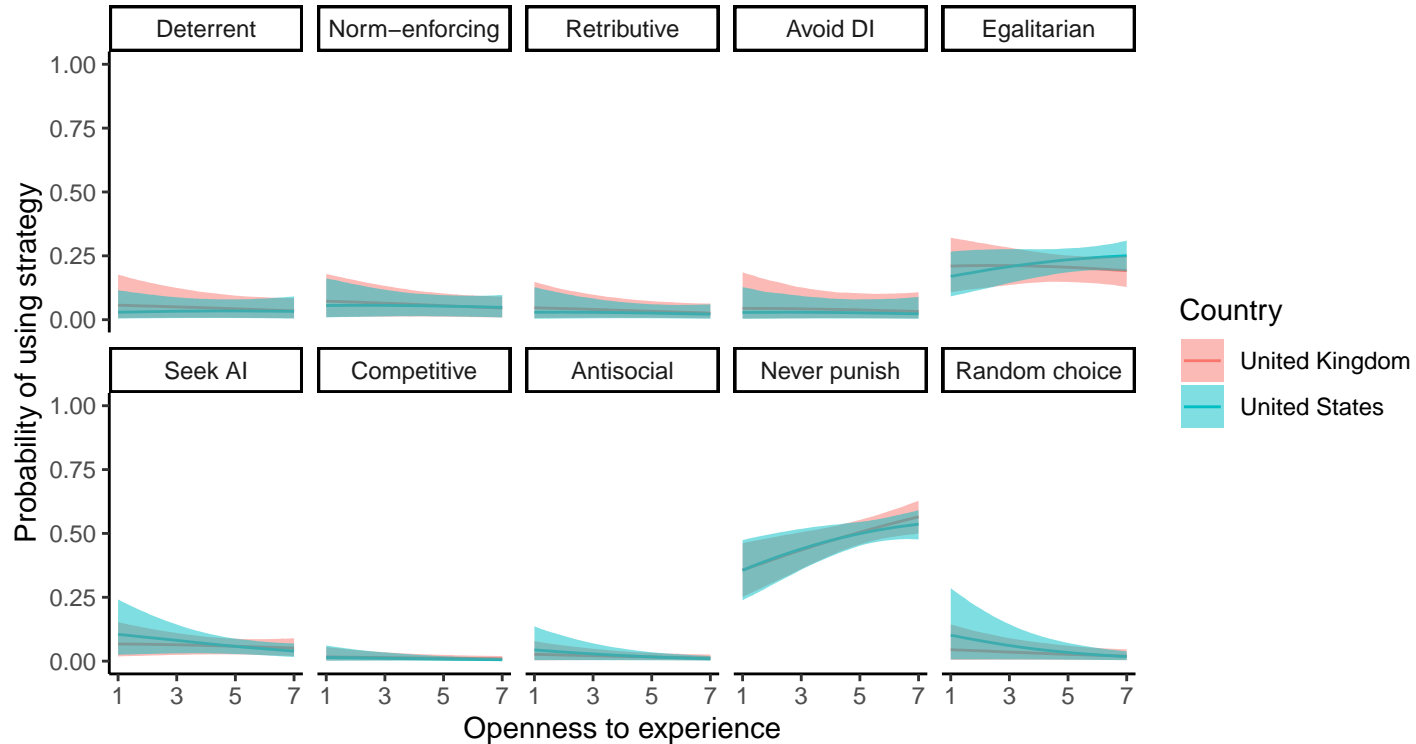 Deterrent
Norm−enforcing
Retributive
Avoid DI
Egalitarian
1.00
0.75
0.50
0.25
0.00
Seek AI
Competitive
Antisocial
Never punish
Random choice
1.00
0.75
0.50
0.25
0.00
1 3 5 7
1 3 5 7
1 3 5 7
1 3 5 7
1 3 5 7
Openness to experience
Probability of using strategy
Country
United Kingdom
United States